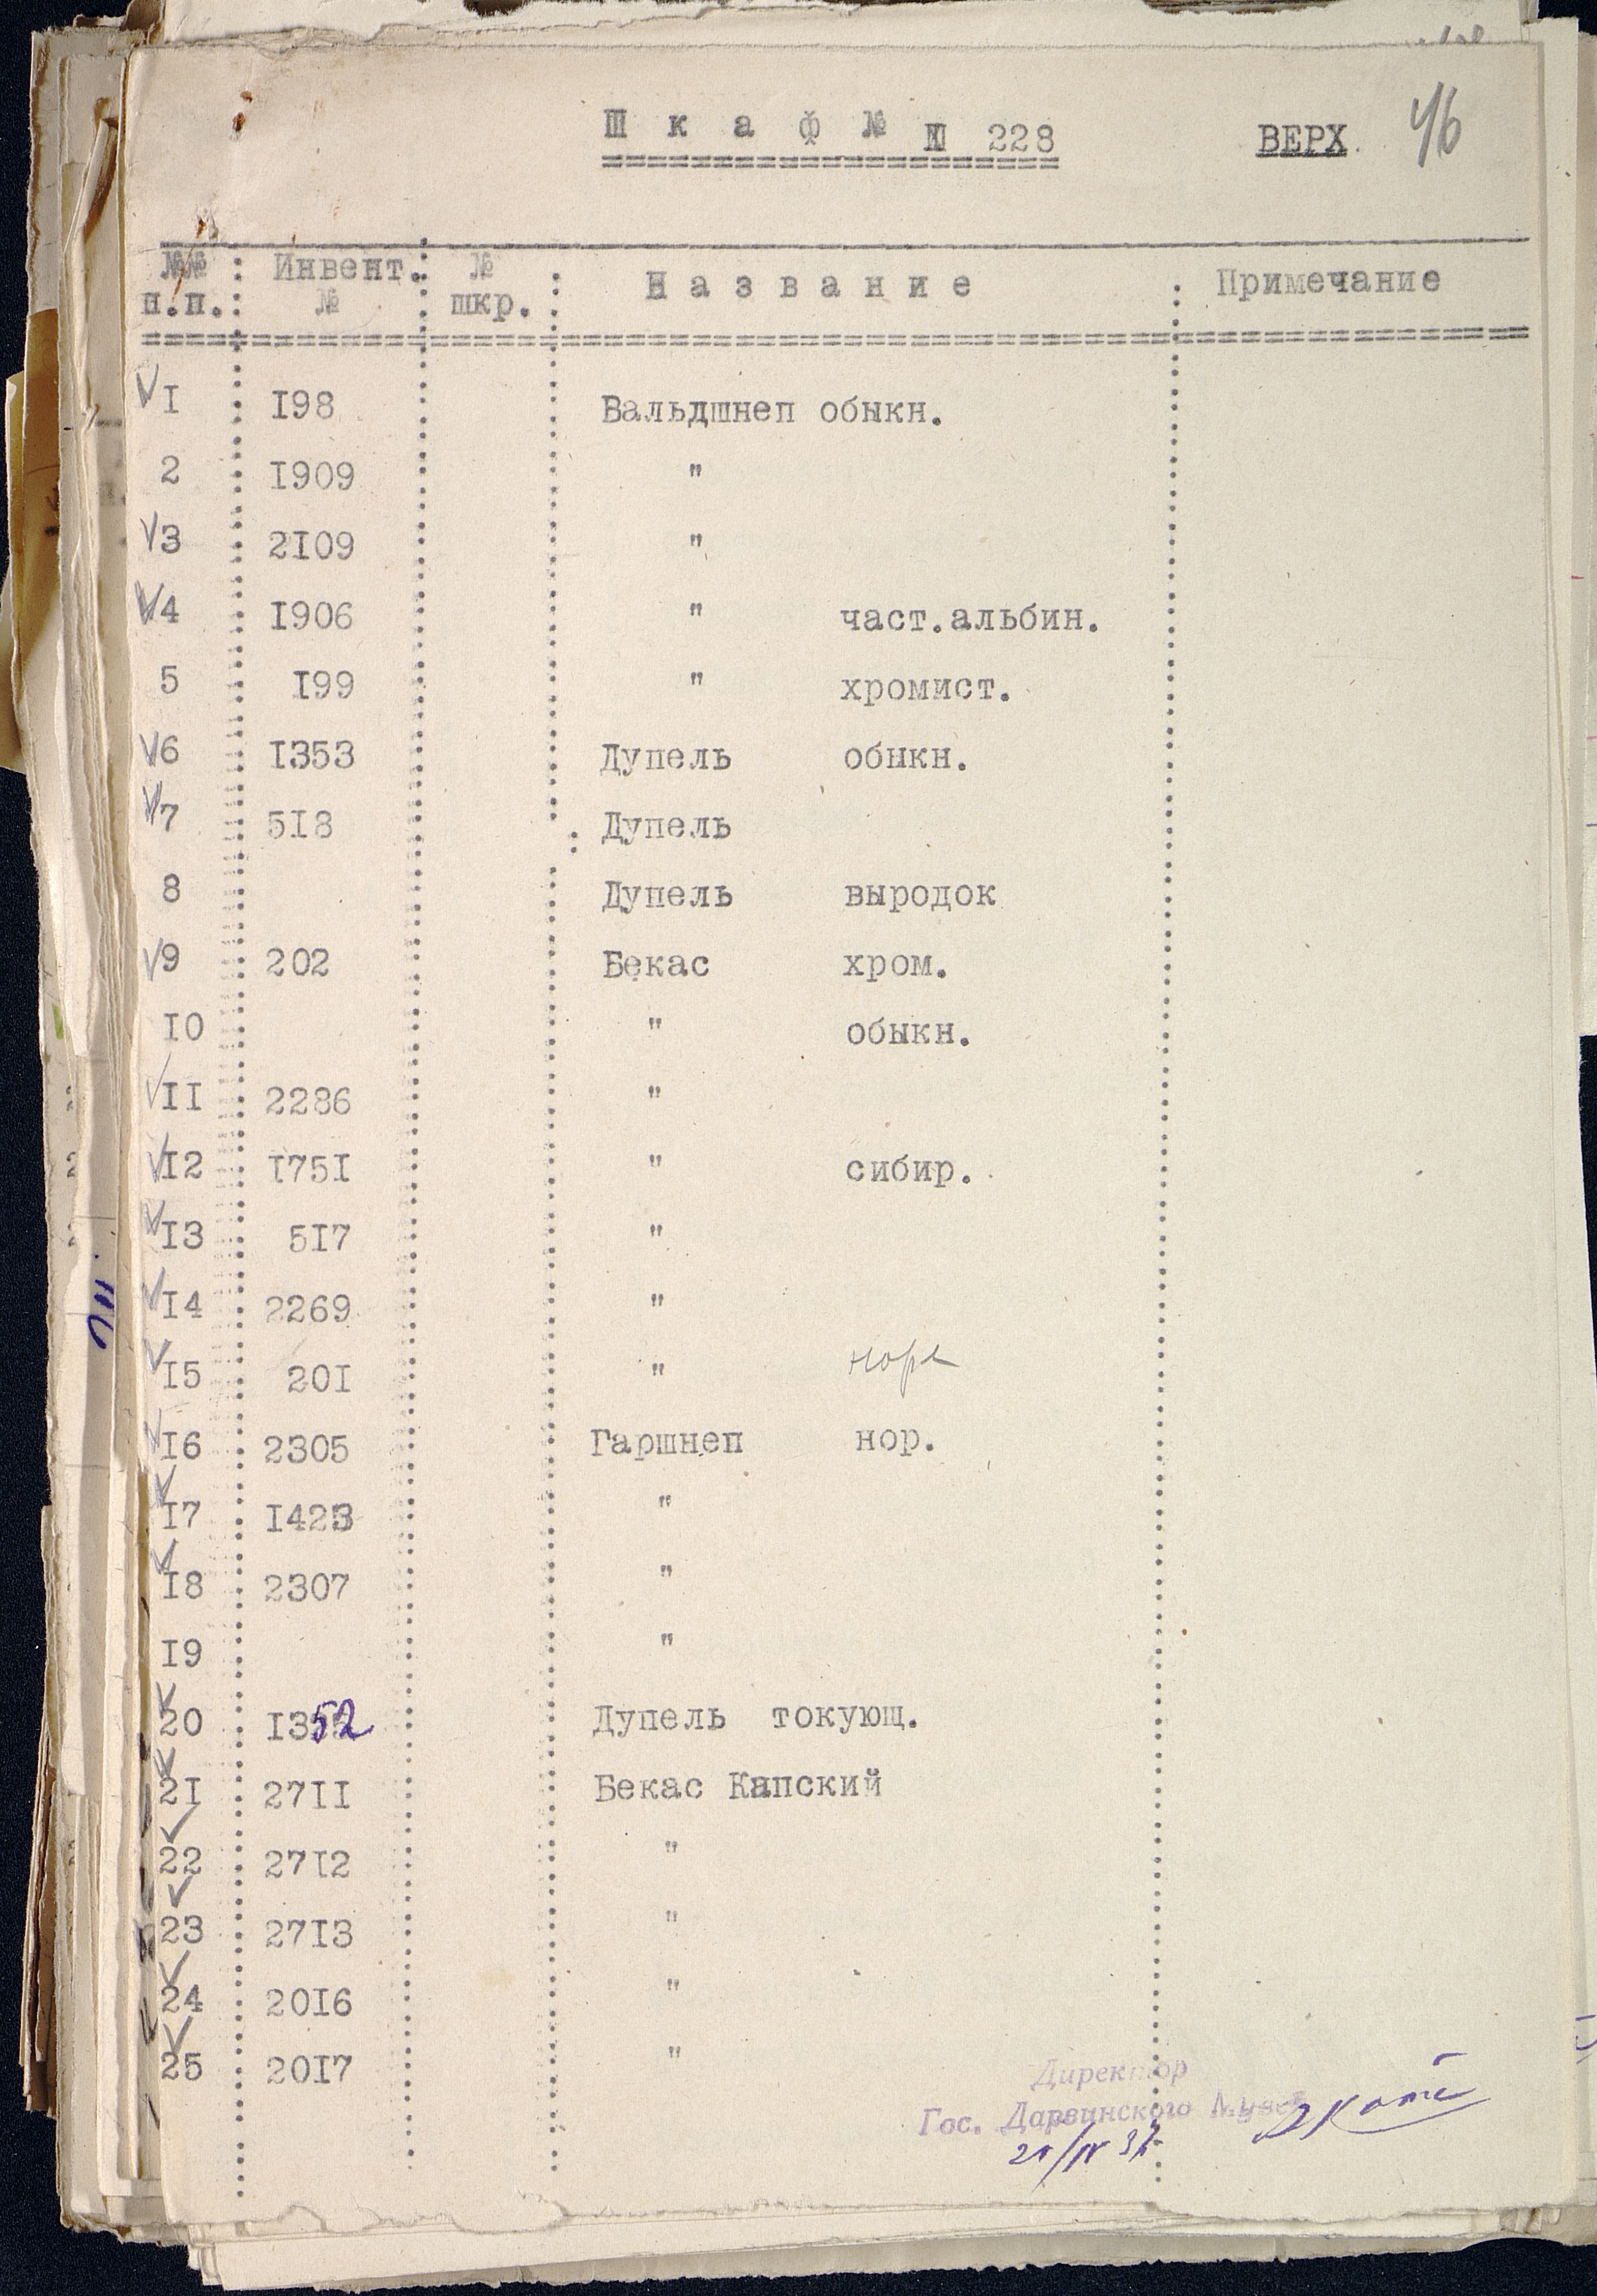 Шкаф № 228 ВЕРХ 46
№№ п.п. Инвент. № № шкр. Название Примечание
1 198 Вальдшнеп обыкн.
2 1909 "
3 2109 "
4 1906 " част.альбин.
5 199 " хромист.
6 1353 Дупель обыкн.
7 518 Дупель
8 Дупель выродок
9 202 Бекас хром.
10 " обыкн.
11 2286 "
12 1751 " сибир.
13 517 "
14 2269 "
15 201 "
16 2305 Гаршнеп нор.
17 1423 "
18 2307 "
19 "
20 1352 Дупель токующ.
21 2711 Бекас Капский
22 2712 "
23 2713 "
24 2016 "
25 2017 "
Директор
Гос. Дарвинского Музея